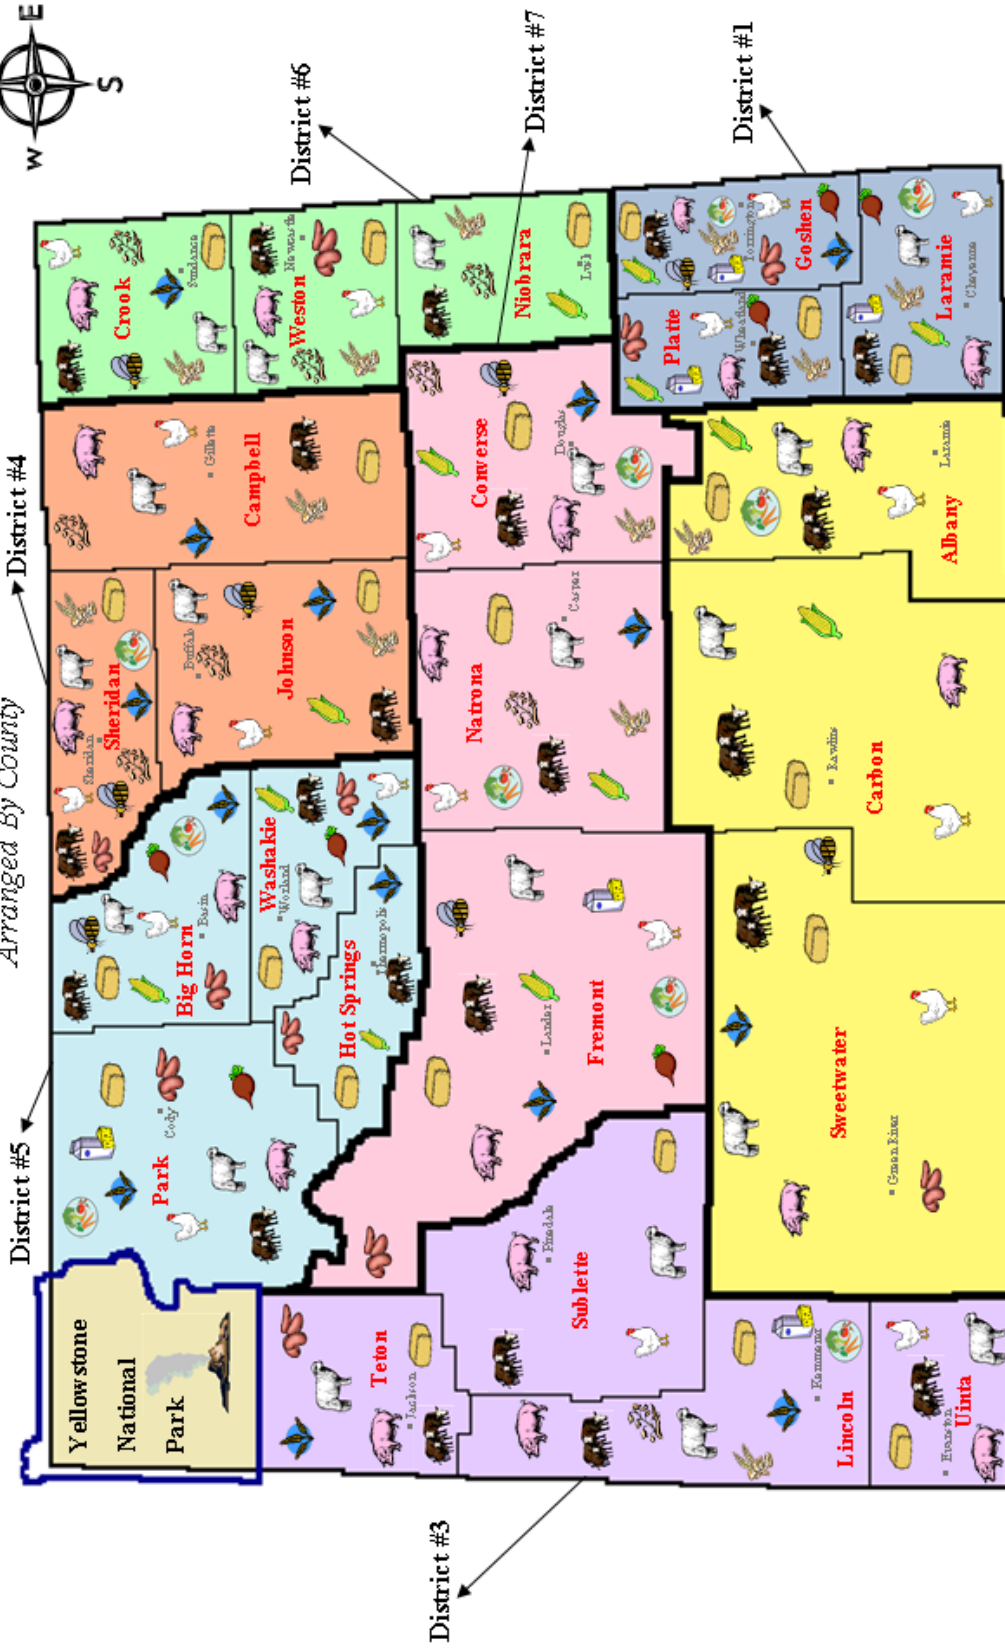 Arranged By County
W
E
S
District #5
District #4
District #6
District #7
District #1
District #3
Yellowstone
National
Park
Park
Cody
Big Horn
Basin
Sheridan
Sheridan
Johnson
Buffalo
Campbell
Gillette
Crook
Sundance
Weston
Newcastle
Niobrara
Lusk
Washakie
Worland
Hot Springs
Thermopolis
Teton
Jackson
Fremont
Lander
Natrona
Casper
Converse
Douglas
Platte
Wheatland
Goshen
Torrington
Laramie
Cheyenne
Sublette
Pinedale
Lincoln
Kemmerer
Uinta
Evanston
Sweetwater
Green River
Carbon
Rawlins
Albany
Laramie